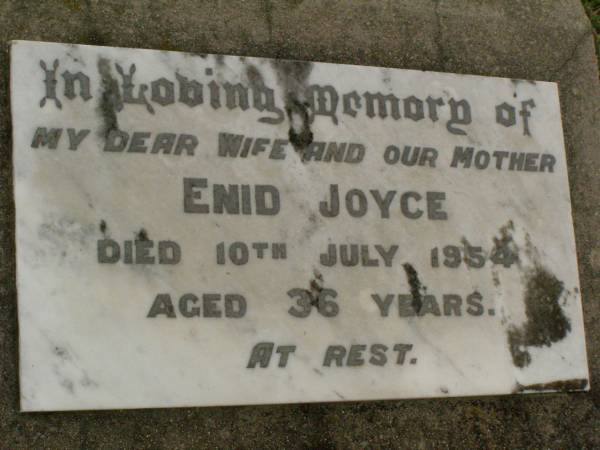 In Loving Memory of
MY DEAR WIFE AND OUR MOTHER
ENID JOYCE
DIED 10TH JULY 1954
AGED 36 YEARS.
AT REST.